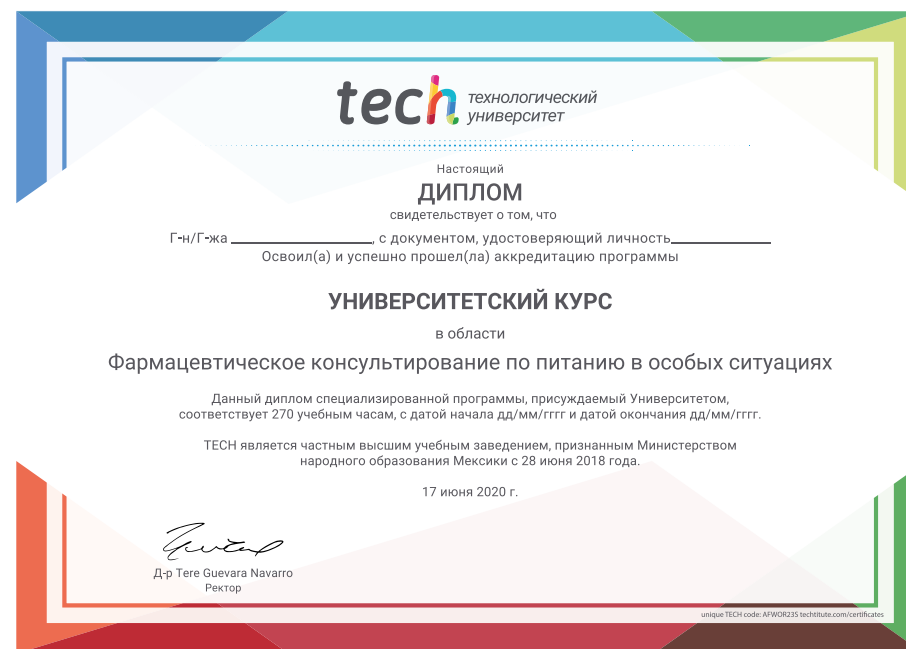 tech технологический
университет
Настоящий
ДИПЛОМ
свидетельствует о том, что
Г-н/Г-жа ____________, с документом, удостоверяющий личность____________
Освоил(а) и успешно прошел(ла) аккредитацию программы
УНИВЕРСИТЕТСКИЙ КУРС
в области
Фармацевтическое консультирование по питанию в особых ситуациях
Данный диплом специализированной программы, присуждаемый Университетом,
соответствует 270 учебным часам, с датой начала дд/мм/гггг и датой окончания дд/мм/гггг.
TECH является частным высшим учебным заведением, признанным Министерством
народного образования Мексики с 28 июня 2018 года.
17 июня 2020 г.
Д-р Tere Guevara Navarro
Ректор
unique TECH code: AFWOR23S techtitute.com/certificates